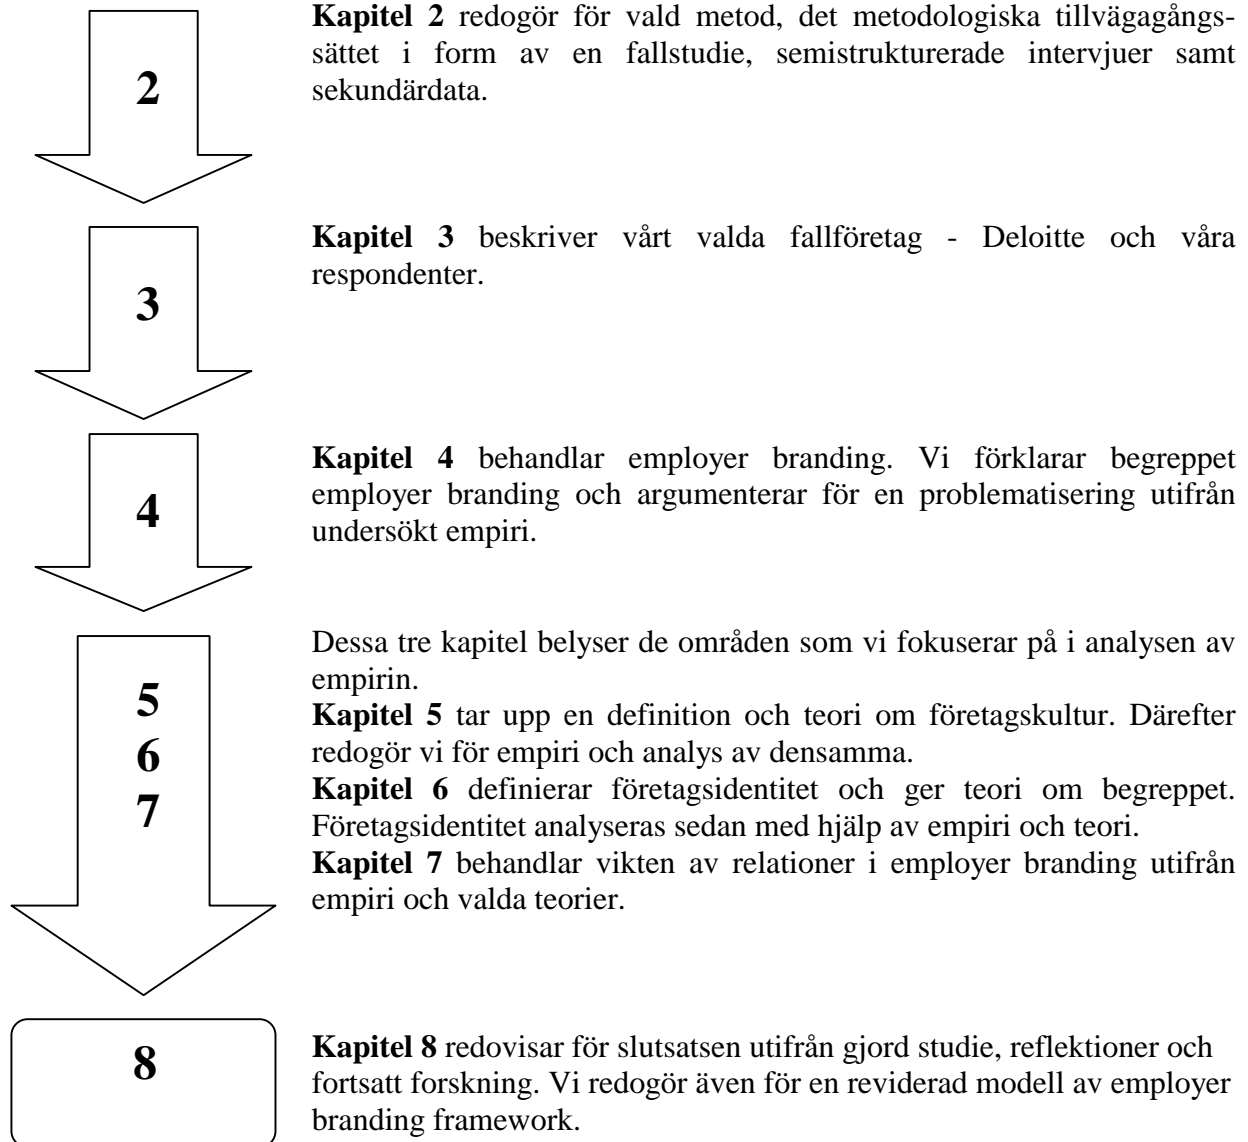 Kapitel 2 redogör för vald metod, det metodologiska tillvägagångs-
sättet i form av en fallstudie, semistrukturerade intervjuer samt
sekundärdata.
2
Kapitel 3 beskriver vårt valda fallföretag - Deloitte och våra
respondenter.
3
Kapitel 4 behandlar employer branding. Vi förklarar begreppet
employer branding och argumenterar för en problematisering utifrån
undersökt empiri.
4
Dessa tre kapitel belyser de områden som vi fokuserar på i analysen av
empirin.
Kapitel 5 tar upp en definition och teori om företagskultur. Därefter
redogör vi för empiri och analys av densamma.
Kapitel 6 definierar företagsidentitet och ger teori om begreppet.
Företagsidentitet analyseras sedan med hjälp av empiri och teori.
Kapitel 7 behandlar vikten av relationer i employer branding utifrån
empiri och valda teorier.
5
6
7
Kapitel 8 redovisar för slutsatsen utifrån gjord studie, reflektioner och
fortsatt forskning. Vi redogör även för en reviderad modell av employer
branding framework.
8